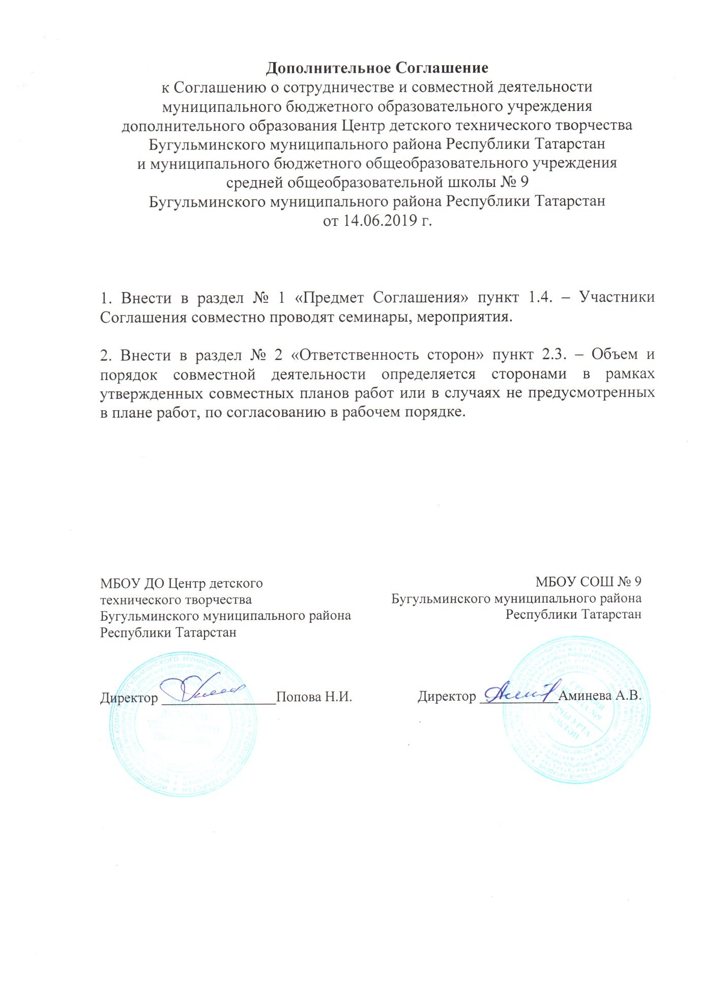 Дополнительное Соглашение
к Соглашению о сотрудничестве и совместной деятельности
муниципального бюджетного образовательного учреждения
дополнительного образования Центр детского технического творчества
Бугульминского муниципального района Республики Татарстан
и муниципального бюджетного общеобразовательного учреждения
средней общеобразовательной школы № 9
Бугульминского муниципального района Республики Татарстан
от 14.06.2019 г.
1. Внести в раздел № 1 «Предмет Соглашения» пункт 1.4. – Участники
Соглашения совместно проводят семинары, мероприятия.
2. Внести в раздел № 2 «Ответственность сторон» пункт 2.3. – Объем и
порядок совместной деятельности определяется сторонами в рамках
утвержденных совместных планов работ или в случаях не предусмотренных
в плане работ, по согласованию в рабочем порядке.
МБОУ ДО Центр детского
технического творчества
Бугульминского муниципального района
Республики Татарстан
Директор ________________Попова Н.И.
МБОУ СОШ № 9
Бугульминского муниципального района
Республики Татарстан
Директор ___________Аминева А.В.